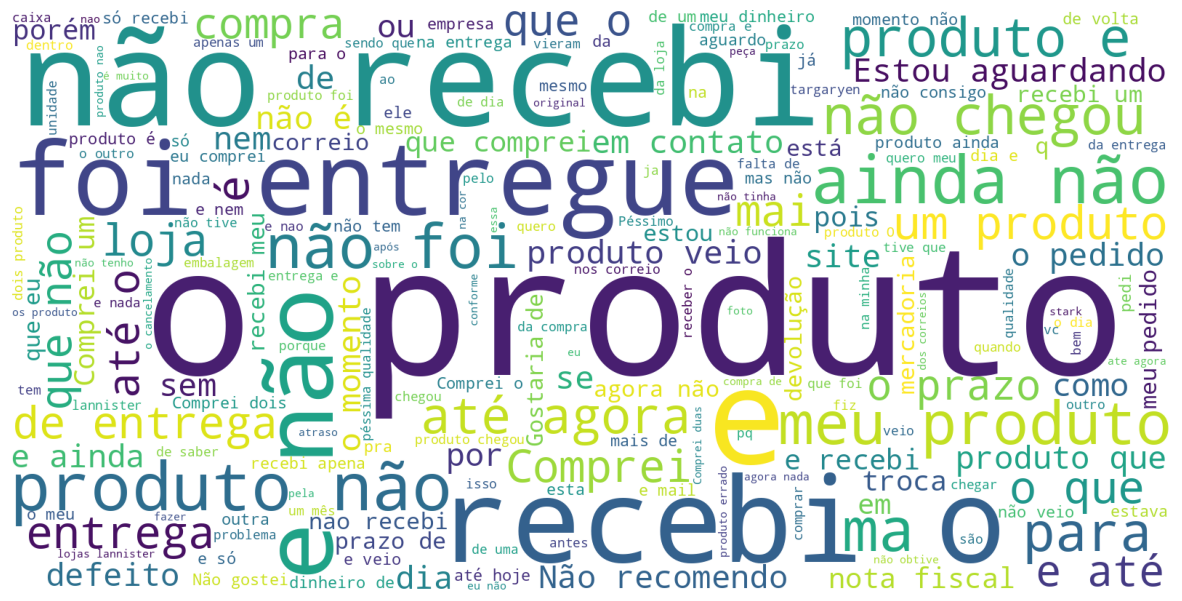 não recebi
o produto
foi entregue
recebi o
não foi
produto não
ainda não
não chegou
meu produto
produto e
um produto
Estou aguardando
compra
porém
caixa
só recebi
dentro
apenas um
ou
empresa
que o
de um
meu dinheiro
compra e
aguardo
prazo
momento não
de volta
sendo que
na entrega
vieram
da
para o
de
ao
mesmo
original
peça
já
da loja
na
targaryen
não consigo
recebi um
é muito
produto nao
unidade
produto foi
de dia
ele
não é
o mesmo
nem
correio
que comprei
em contato
está
produto ainda
q
da entrega
produto é
só
o outro
eu comprei
nada
é
e nem
pelo
ja
falta de
mas não
quero meu
dia e
não tinha
mai
pois
loja
não tive
e nao
não tem
na cor
essa
quero
Péssimo
estou
não funciona
produto o
tive que
site
o pedido
que não
que eu
Comprei um
até o
embalagem
recebi meu
após
sobre o
produto veio
nos correio
receber o
devolução
na minha
mercadoria
pedi
meu pedido
dois produto
não tenho
os produto
e nada
o cancelamento
entrega e
não
porque
o momento
péssima qualidade
conforme
da compra
Gostaria de
foto
dos correios
qualidade
stark
o dia
vc
bem
quando
ate agora
tem
sem
lannister
Comprei dois
chegou
Comprei o
eu
se
agora não
compra de
que foi
o prazo
como
outro
de entrega
atraso
pra
até agora
produto chegou
mais de
Comprei duas
e
pq
fiz
veio
e ainda
de saber
recebi apena
por
Comprei
e recebi
produto que
isso
esta
e mail
produto errado
agora nada
comprar
troca
chegar
o que
o meu
fazer
pela
um mês
em
não veio
estava
entrega
outra
problema
nao recebi
prazo de
ma
são
para
lojas lannister
e só
e
e veio
de uma
antes
não obtive
defeito
Não gostei
dinheiro de
dia
até hoje
eu não
Não recomendo
nota fiscal
e até